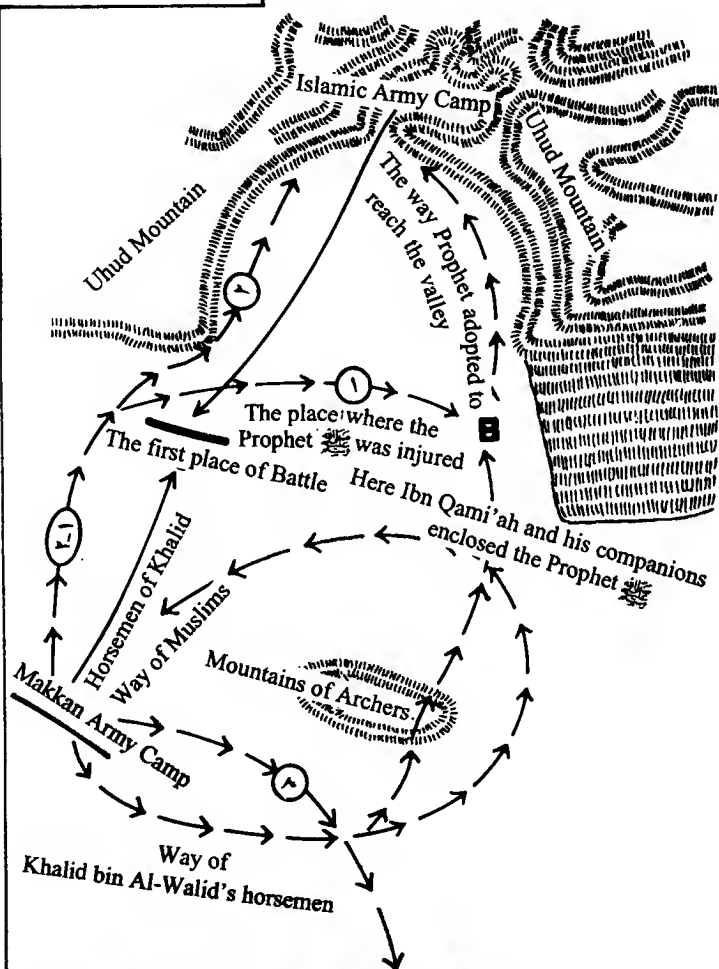 Islamic Army Camp
Uhud Mountain
Uhud Mountain
The way Prophet adopted to
reach the valley
٢
١
The place where the
Prophet ﷺ was injured
The first place of Battle
Here Ibn Qami'ah and his companions
enclosed the Prophet ﷺ
Horsemen of Khalid
Way of Muslims
Mountains of Archers
Makkan Army Camp
Way of
Khalid bin Al-Walid's horsemen